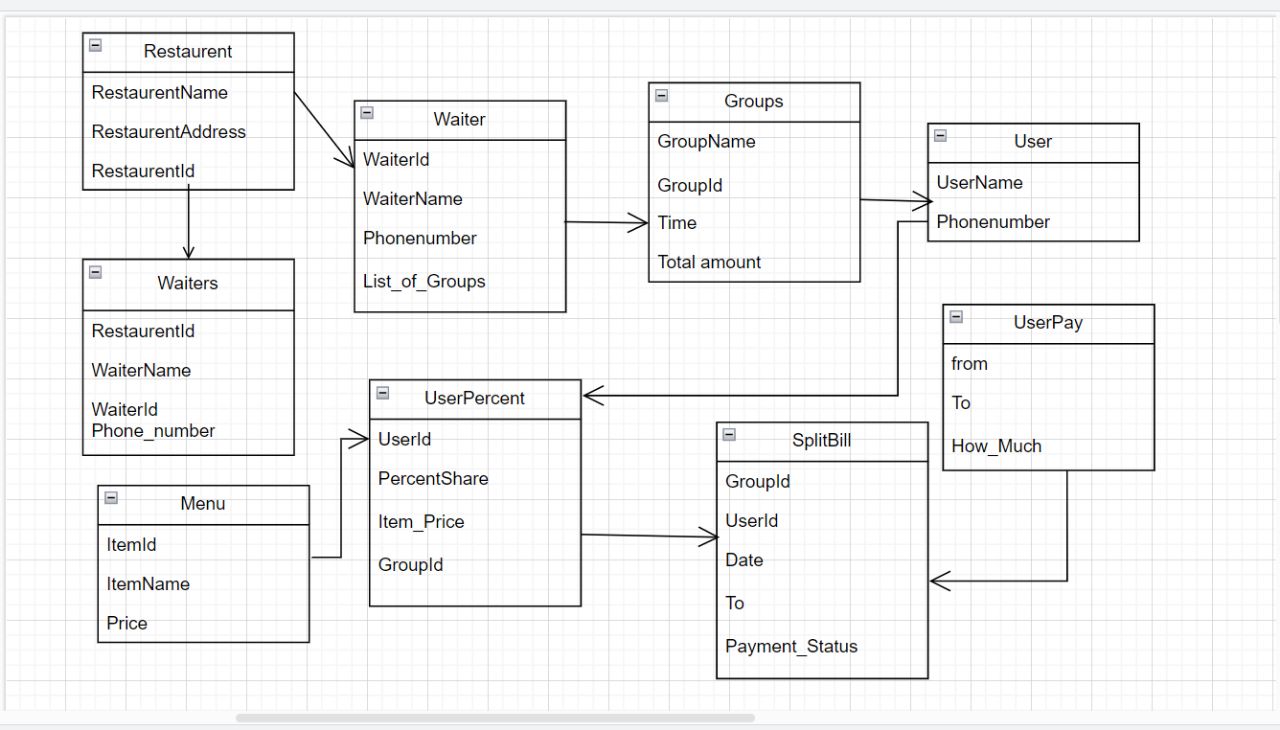 Restaurent
RestaurentName
RestaurentAddress
RestaurentId
Waiter
WaiterId
WaiterName
Phonenumber
List_of_Groups
Groups
GroupName
GroupId
Time
Total amount
User
UserName
Phonenumber
Waiters
RestaurentId
WaiterName
WaiterId
Phone_number
UserPay
from
To
How_Much
UserPercent
UserId
PercentShare
Item_Price
GroupId
SplitBill
GroupId
UserId
Date
To
Payment_Status
Menu
ItemId
ItemName
Price